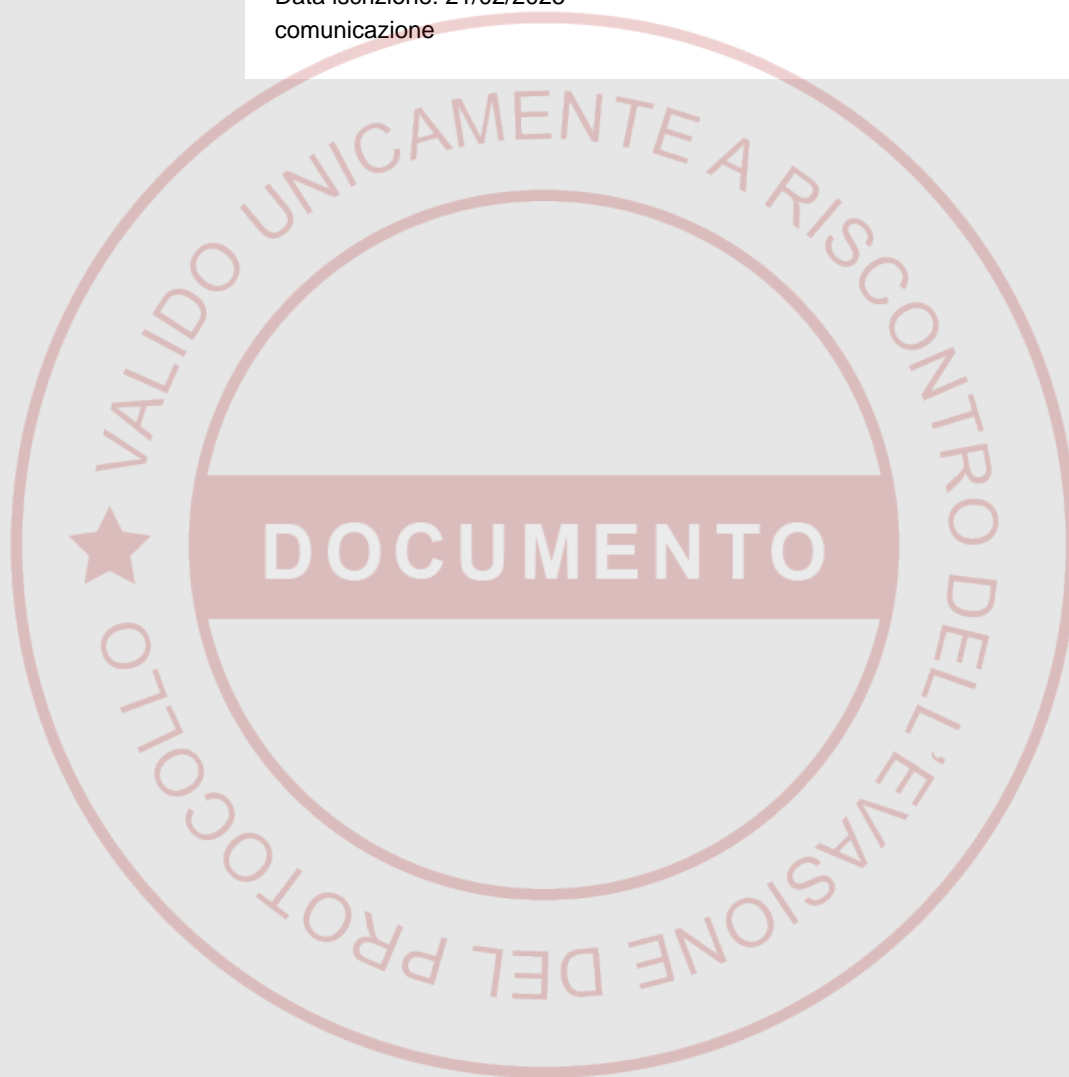 Data iscrizione:
comunicazione
★ VALIDO UNICAMENTE A RISCONTRO DELL'EVASIONE DEL PROTOCOLLO
DOCUMENTO